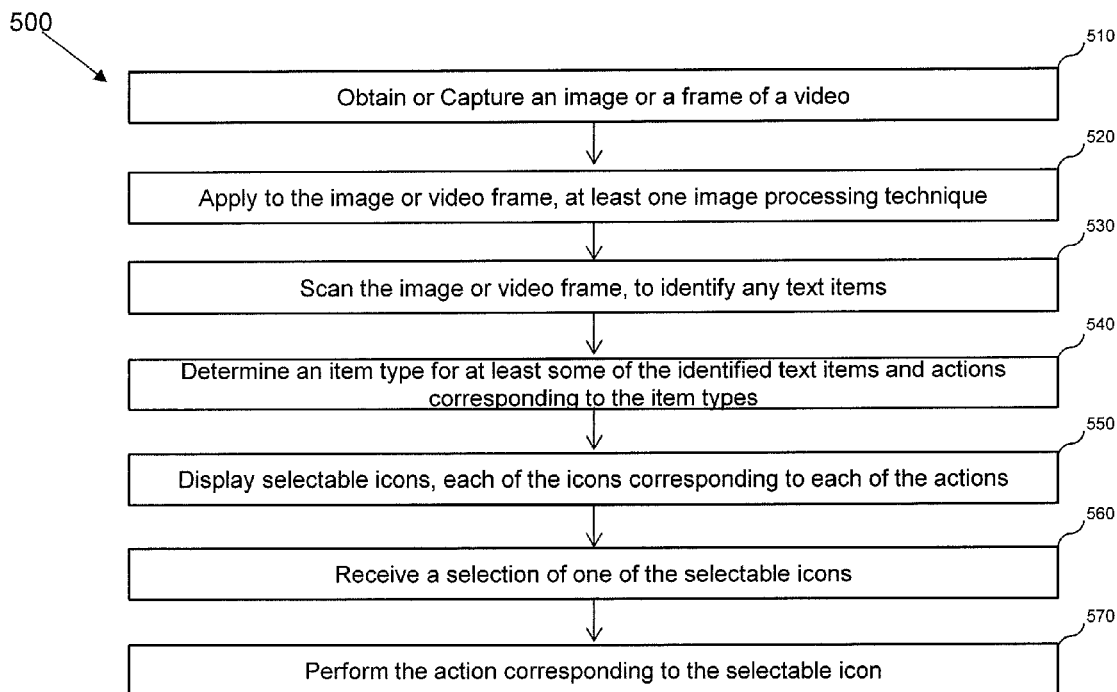 500
510
Obtain or Capture an image or a frame of a video
520
Apply to the image or video frame, at least one image processing technique
530
Scan the image or video frame, to identify any text items
540
Determine an item type for at least some of the identified text items and actions
corresponding to the item types
550
Display selectable icons, each of the icons corresponding to each of the actions
560
Receive a selection of one of the selectable icons
570
Perform the action corresponding to the selectable icon